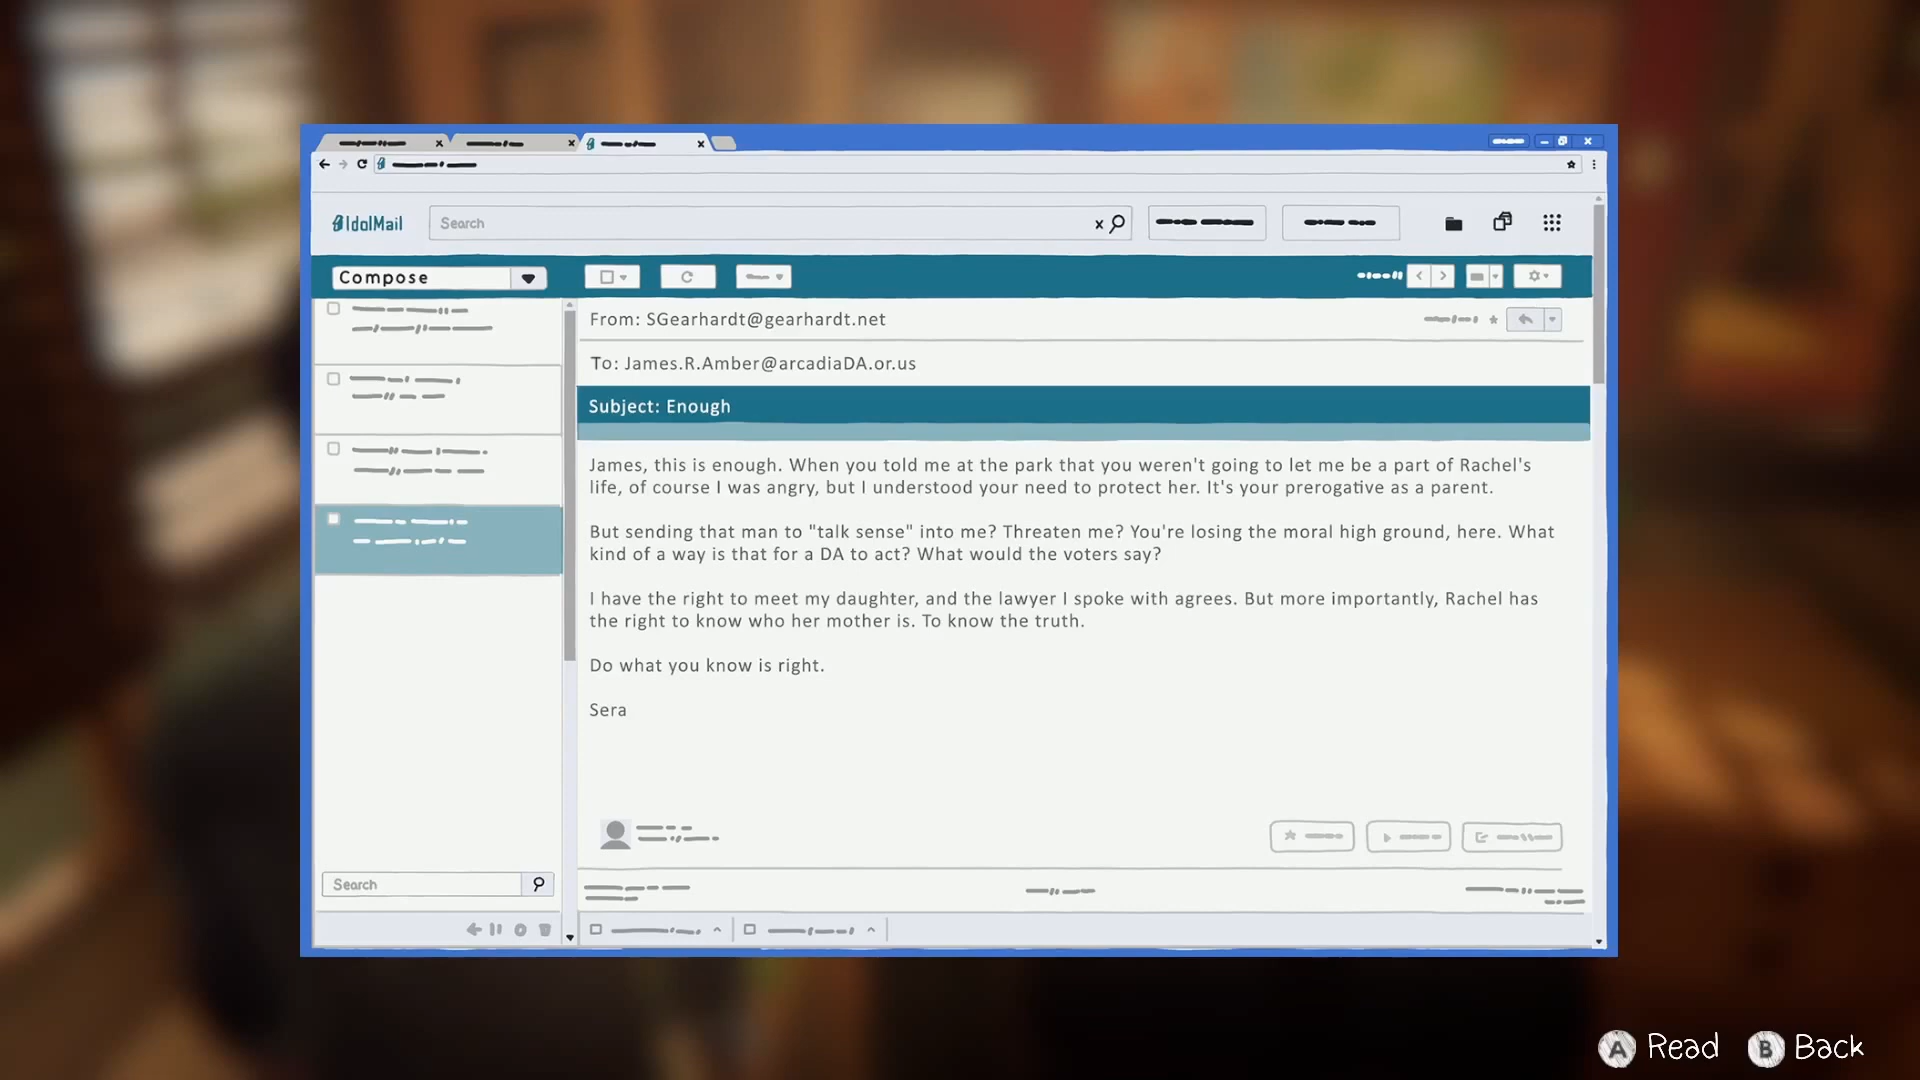 IdolMail
Search
Compose
From: SGearhardt@gearhardt.net
To: James.R.Amber@arcadiaDA.or.us
Subject: Enough
James, this is enough. When you told me at the park that you weren't going to let me be a part of Rachel's
life, of course I was angry, but I understood your need to protect her. It's your prerogative as a parent.
But sending that man to "talk sense" into me? Threaten me? You're losing the moral high ground, here. What
kind of a way is that for a DA to act? What would the voters say?
I have the right to meet my daughter, and the lawyer I spoke with agrees. But more importantly, Rachel has
the right to know who her mother is. To know the truth.
Do what you know is right.
Sera
Search
A Read B Back